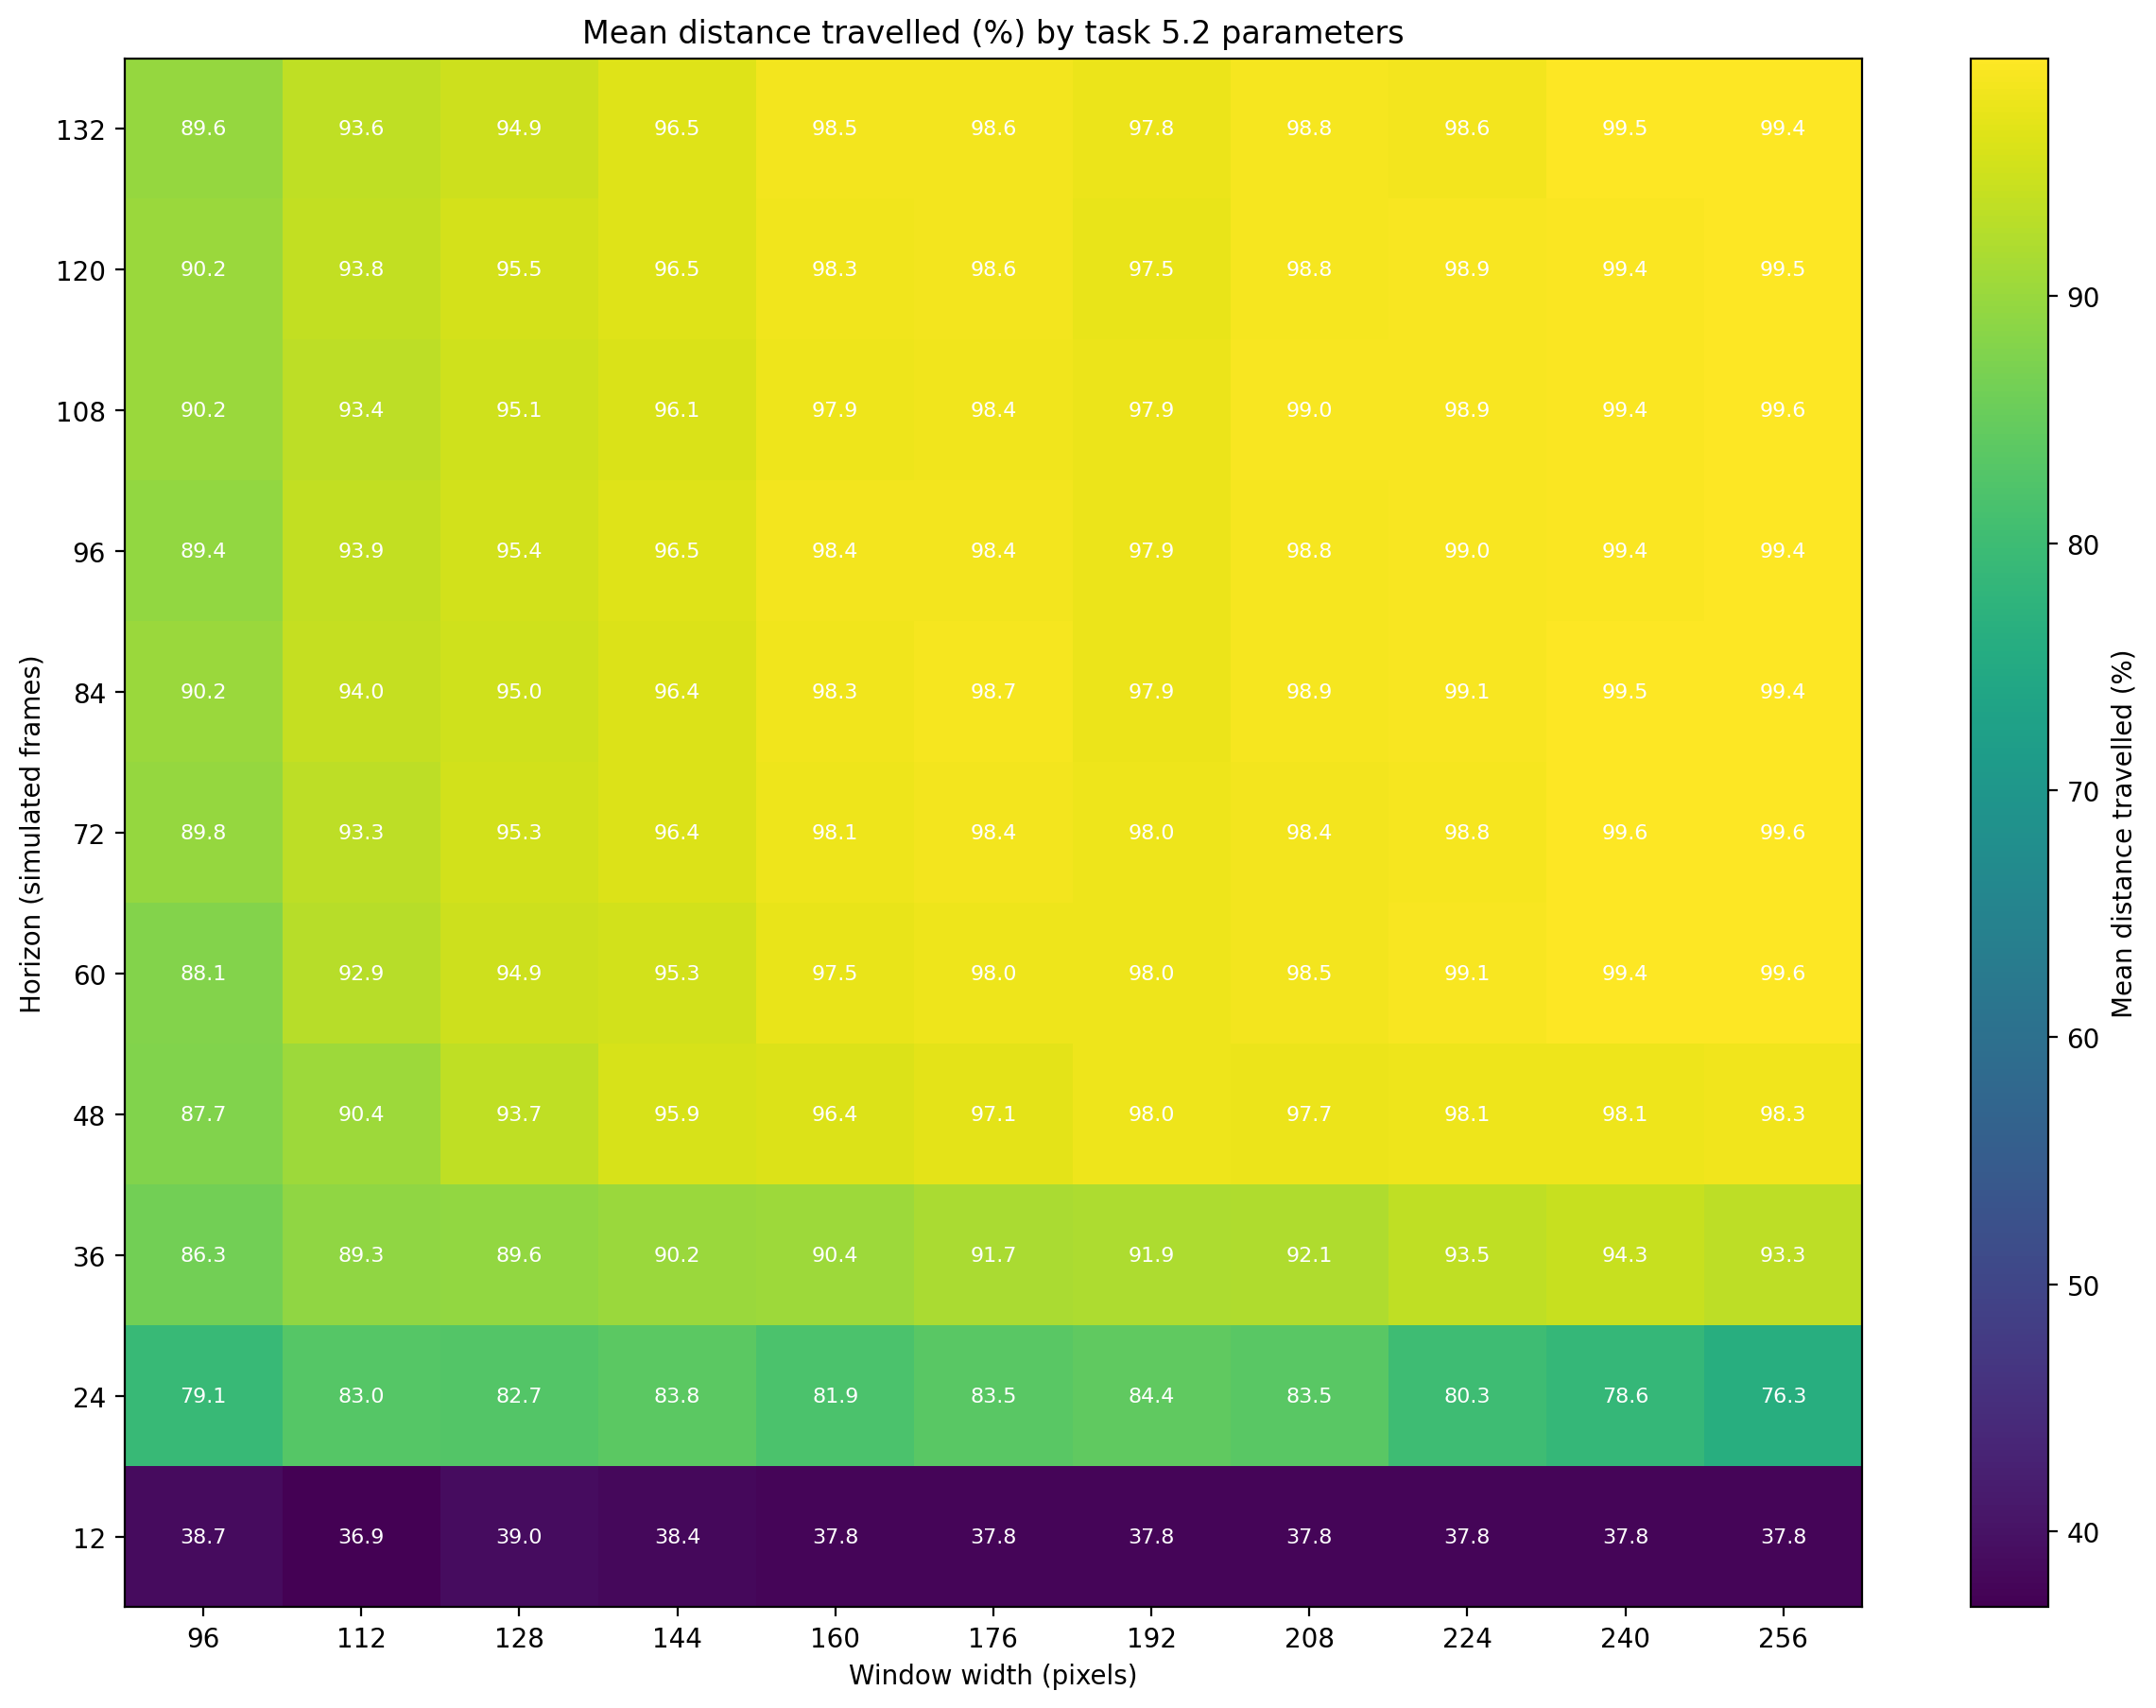 Mean distance travelled (%) by task 5.2 parameters
132 89.6 93.6 94.9 96.5 98.5 98.6 97.8 98.8 98.6 99.5 99.4
120 90.2 93.8 95.5 96.5 98.3 98.6 97.5 98.8 98.9 99.4 99.5
108 90.2 93.4 95.1 96.1 97.9 98.4 97.9 99.0 98.9 99.4 99.6
96 89.4 93.9 95.4 96.5 98.4 98.4 97.9 98.8 99.0 99.4 99.4
84 90.2 94.0 95.0 96.4 98.3 98.7 97.9 98.9 99.1 99.5 99.4
72 89.8 93.3 95.3 96.4 98.1 98.4 98.0 98.4 98.8 99.6 99.6
60 88.1 92.9 94.9 95.3 97.5 98.0 98.0 98.5 99.1 99.4 99.6
48 87.7 90.4 93.7 95.9 96.4 97.1 98.0 97.7 98.1 98.1 98.3
36 86.3 89.3 89.6 90.2 90.4 91.7 91.9 92.1 93.5 94.3 93.3
24 79.1 83.0 82.7 83.8 81.9 83.5 84.4 83.5 80.3 78.6 76.3
12 38.7 36.9 39.0 38.4 37.8 37.8 37.8 37.8 37.8 37.8 37.8
96 112 128 144 160 176 192 208 224 240 256
Window width (pixels)
Horizon (simulated frames)
90
80
70
60
50
40
Mean distance travelled (%)